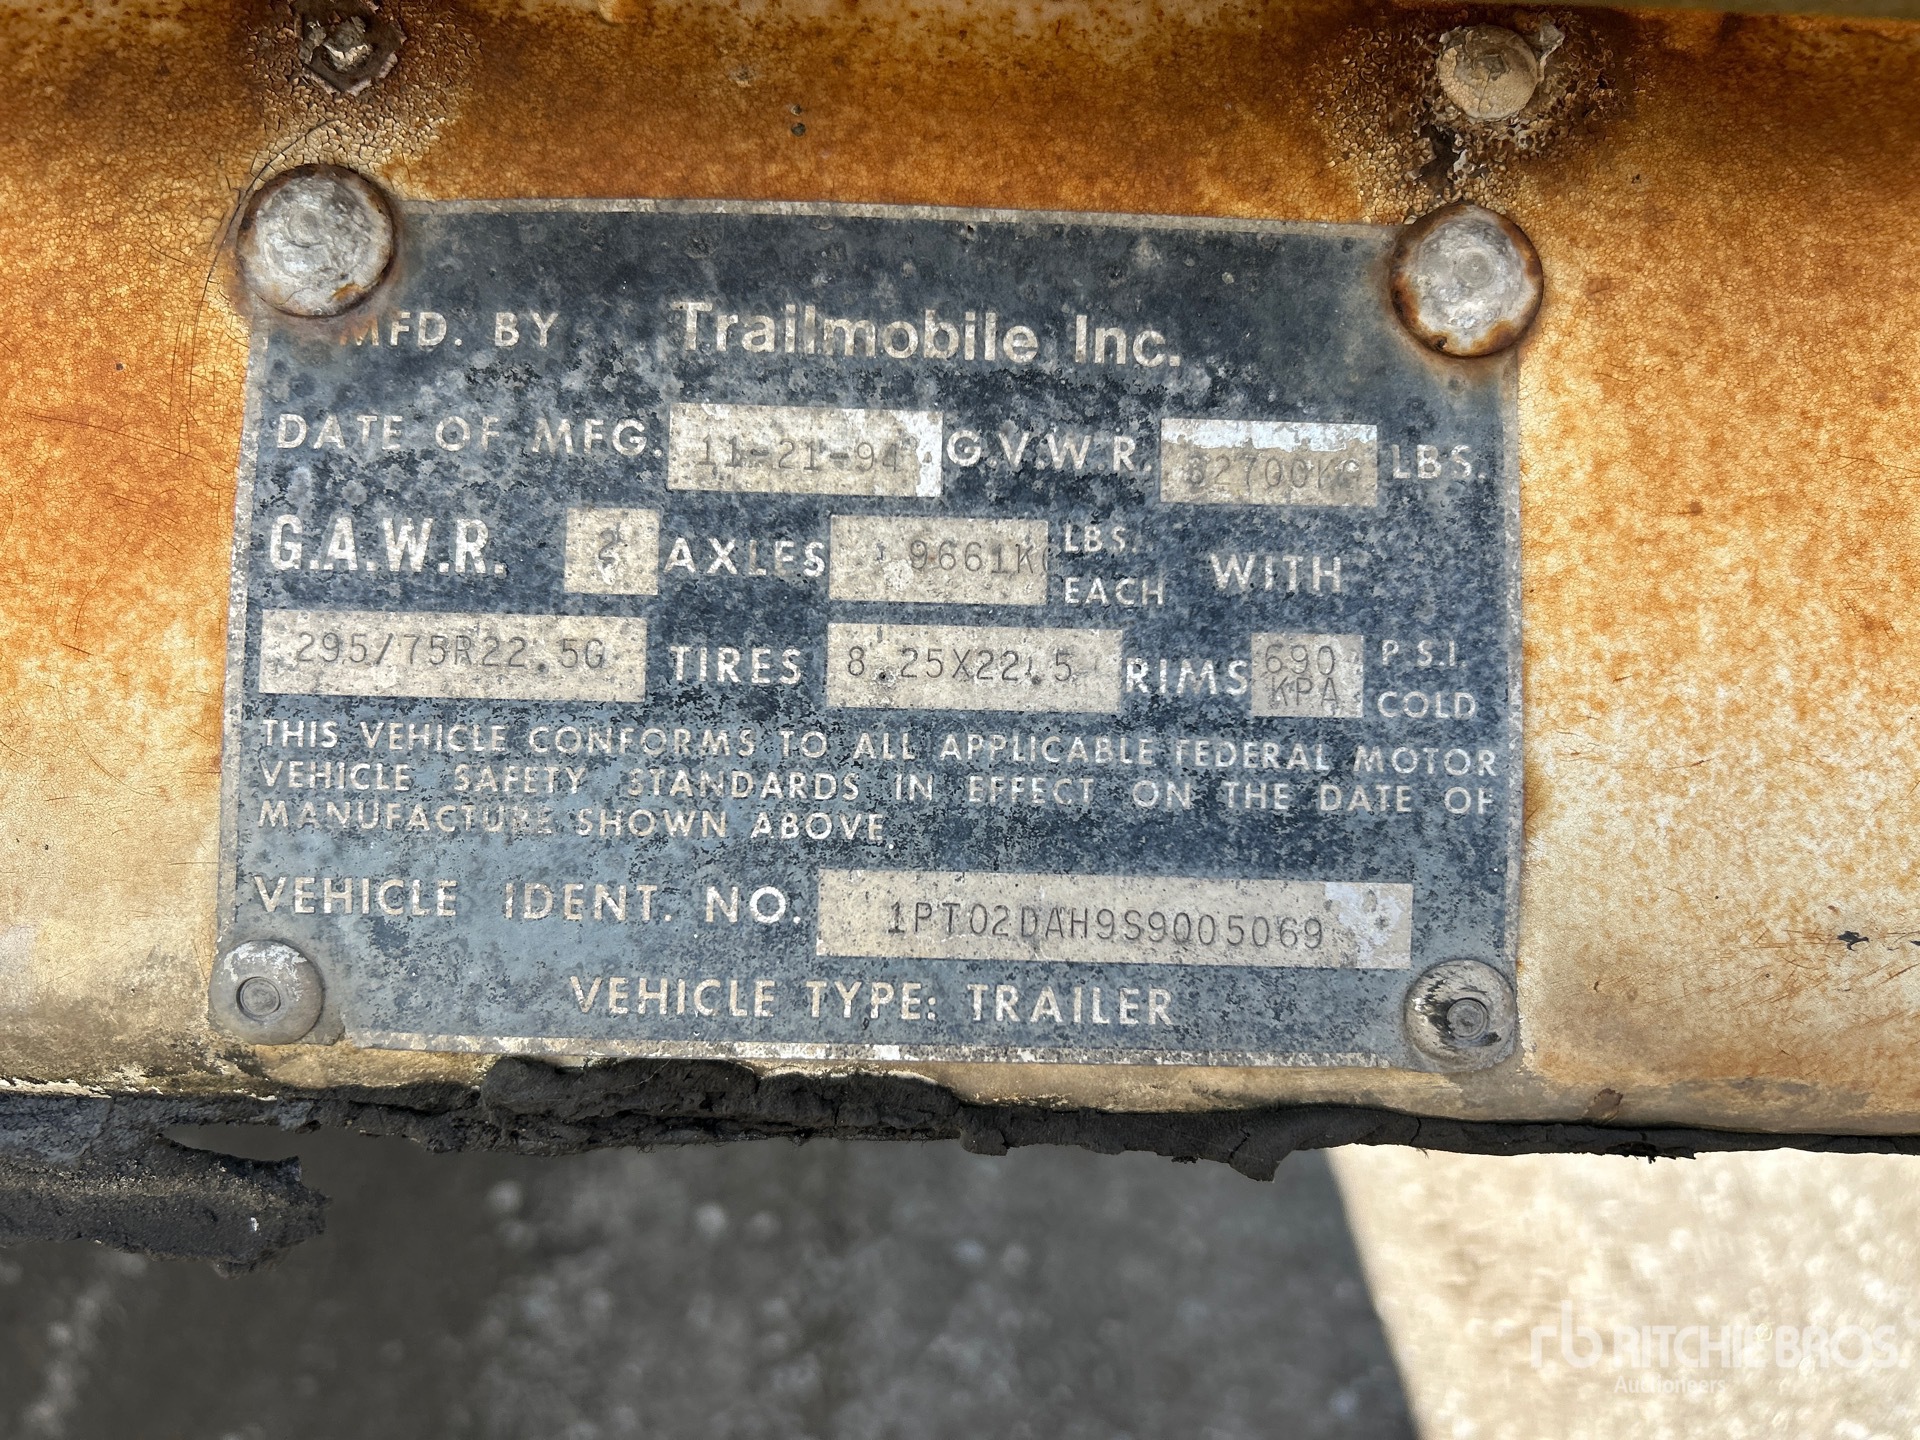 MFD. BY Trailmobile Inc.
DATE OF MFG. 11-21-94 G.V.W.R. LBS.
G.A.W.R. 2 AXLES 9661K LBS. EACH WITH
295/75R22.5G TIRES 8.25X22.5 RIMS 690 KPA P.S.I. COLD
THIS VEHICLE CONFORMS TO ALL APPLICABLE FEDERAL MOTOR
VEHICLE SAFETY STANDARDS IN EFFECT ON THE DATE OF
MANUFACTURE SHOWN ABOVE
VEHICLE IDENT. NO. 1PT02DAH9S9005069
VEHICLE TYPE: TRAILER
rb RITCHIE BROS.
Auctioneers